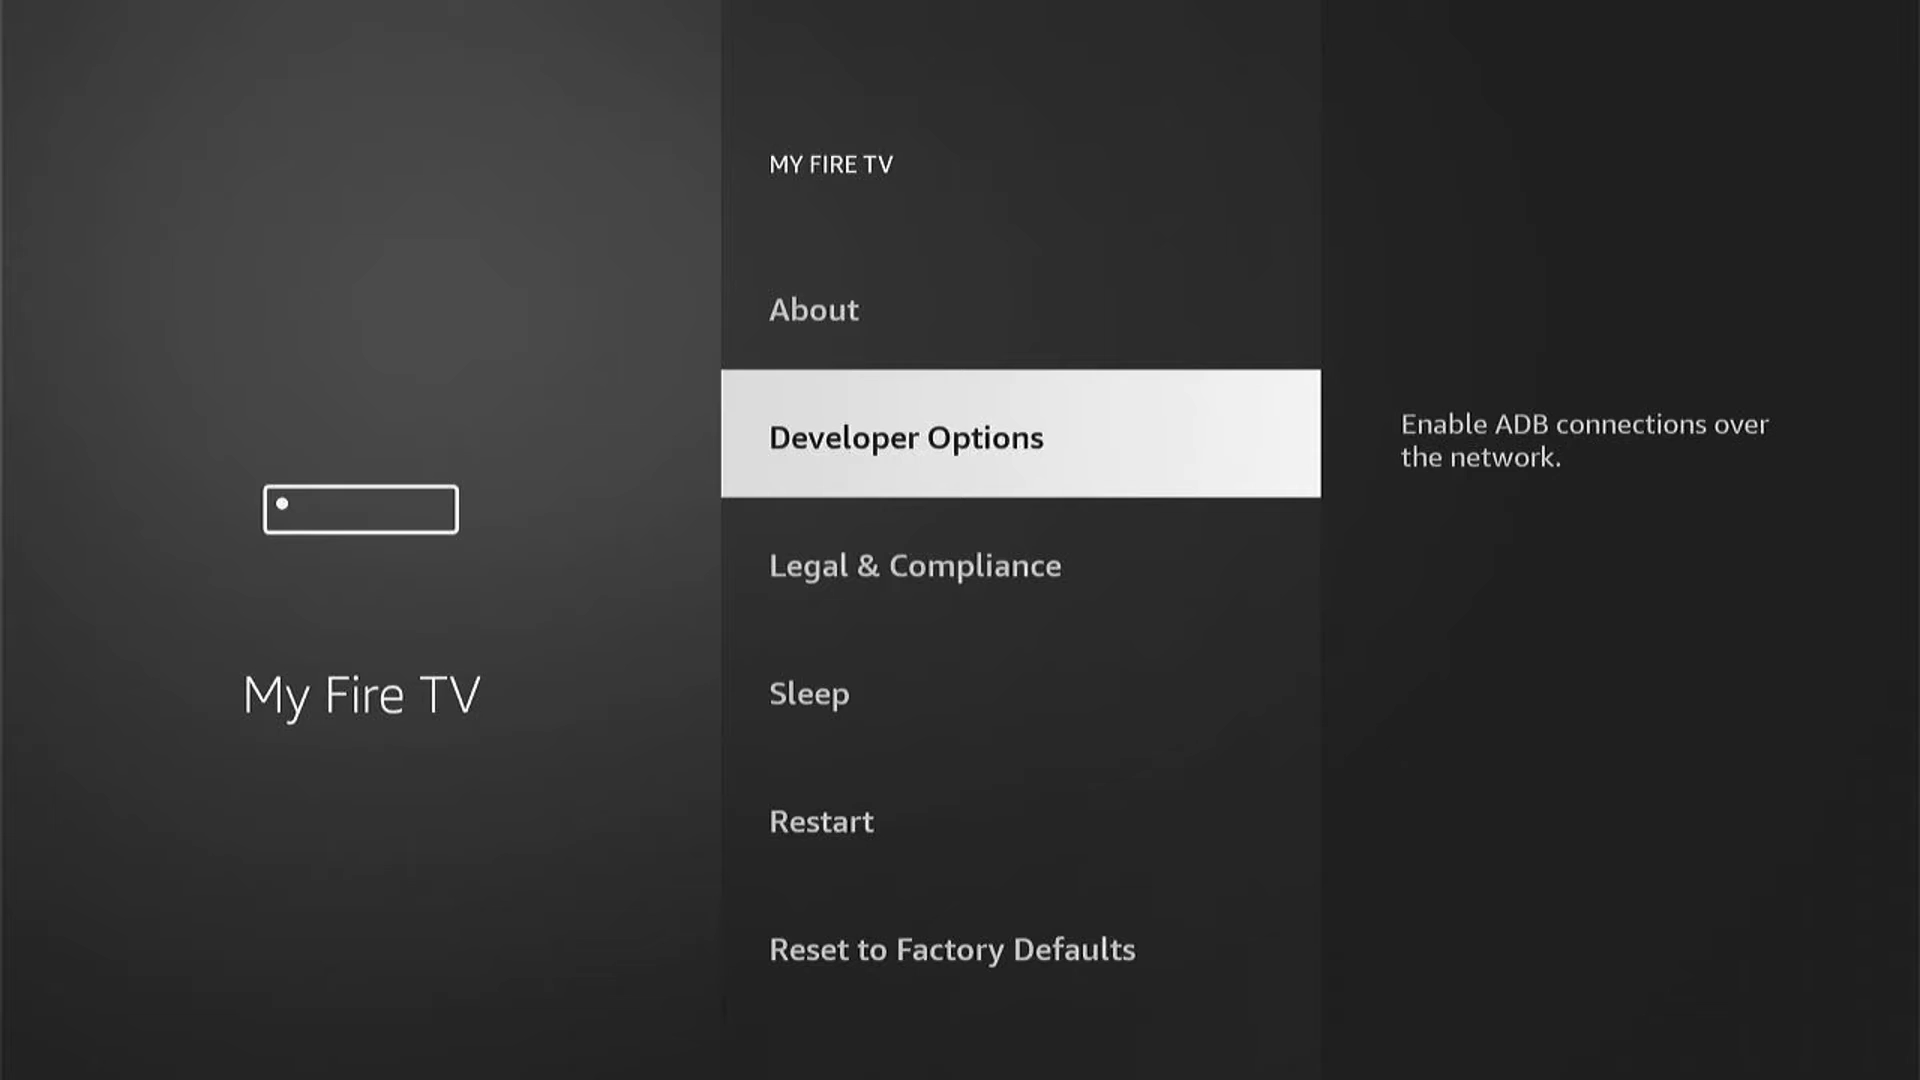 MY FIRE TV
About
Developer Options
Enable ADB connections over
the network.
Legal & Compliance
Sleep
My Fire TV
Restart
Reset to Factory Defaults